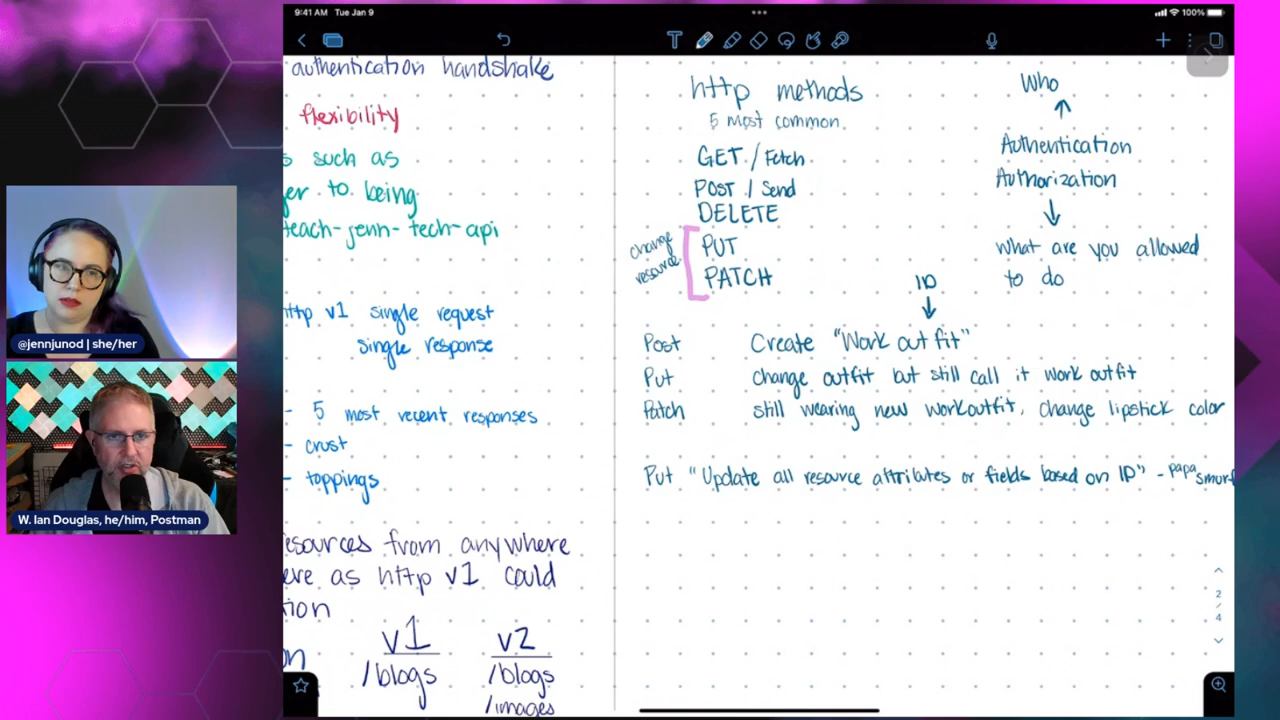 9:41 AM Tue Jan 9
100%
authentication handshake
flexibility
s such as
er to being
teach-jenn-tech-api
http v1 single request
single response
- 5 most recent responses
- crust
- toppings
esources from anywhere
ere as http v1 could
tion
on
v1 v2
/blogs /blogs
/images
http methods
5 most common
GET / Fetch
POST / Send
DELETE
change
resource
PUT
PATCH
Who
Authentication
Authorization
what are you allowed
to do
ID
Post Create "Work out fit"
Put change outfit but still call it work outfit
Patch still wearing new workoutfit, change lipstick color
Put "Update all resource attributes or fields based on ID" - papa smurf
2
/
4
@jennjunod | she/her
W. Ian Douglas, he/him, Postman